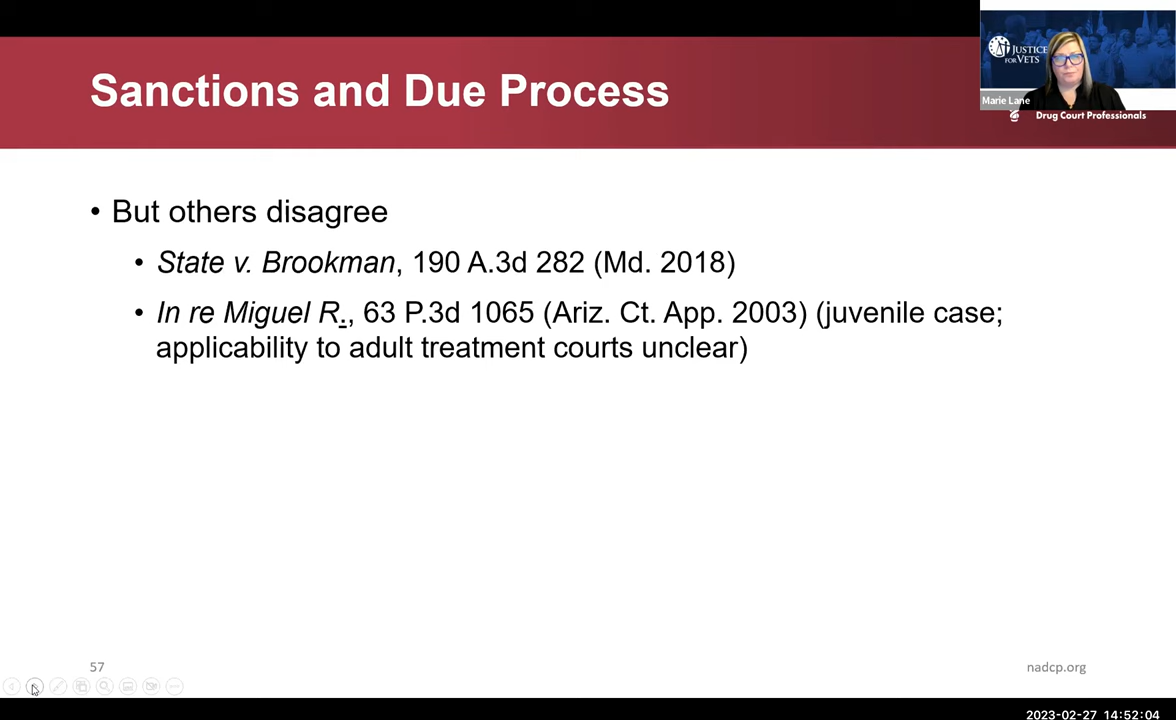 Sanctions and Due Process
JUSTICE
FOR VETS
Marie Lane
Drug Court Professionals
• But others disagree
• State v. Brookman, 190 A.3d 282 (Md. 2018)
• In re Miguel R., 63 P.3d 1065 (Ariz. Ct. App. 2003) (juvenile case;
applicability to adult treatment courts unclear)
57
nadcp.org
2023-02-27 14:52:04